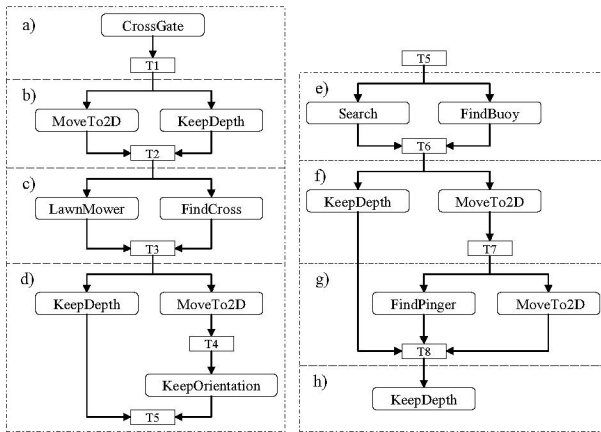 a)
CrossGate
T1
b)
MoveTo2D KeepDepth
T2
c)
LawnMower FindCross
T3
d)
KeepDepth MoveTo2D
T4
KeepOrientation
T5
T5
e)
Search FindBuoy
T6
f)
KeepDepth MoveTo2D
T7
g)
FindPinger MoveTo2D
T8
h)
KeepDepth